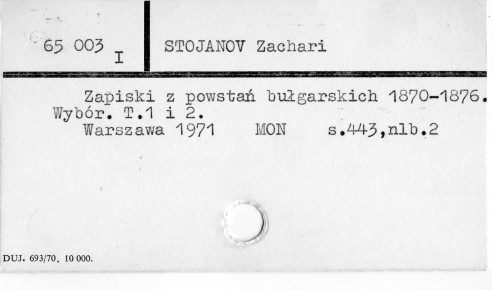 65 003 I STOJANOV Zachari
Zapiski z powstań bułgarskich 1870-1876.
Wybór. T.1 i 2.
Warszawa 1971 MON s.443,nlb.2
DUJ. 693/70. 10 000.